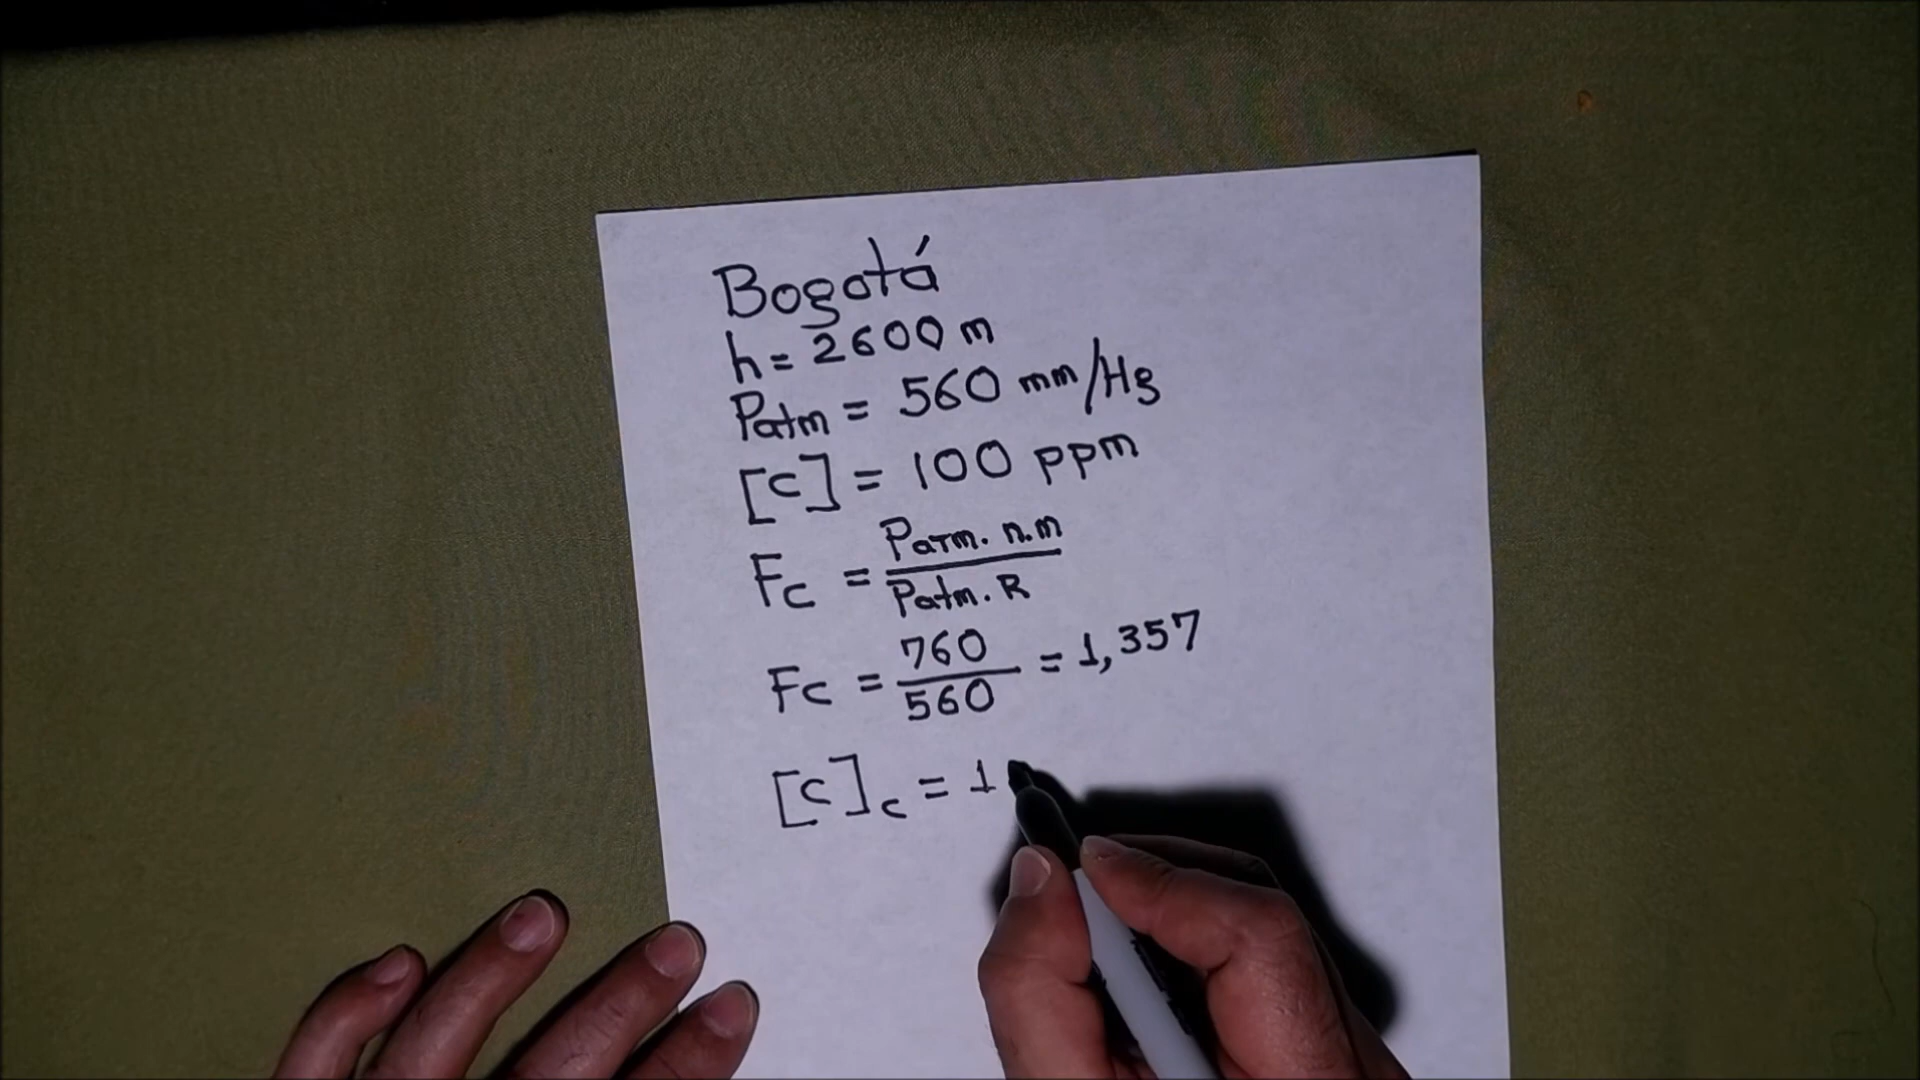 Bogotá
h = 2600 m
Patm = 560 mm/Hg
[c] = 100 ppm
Fc = Patm. n.m / Patm. R
Fc = 760 / 560 = 1,357
[c]c = 1